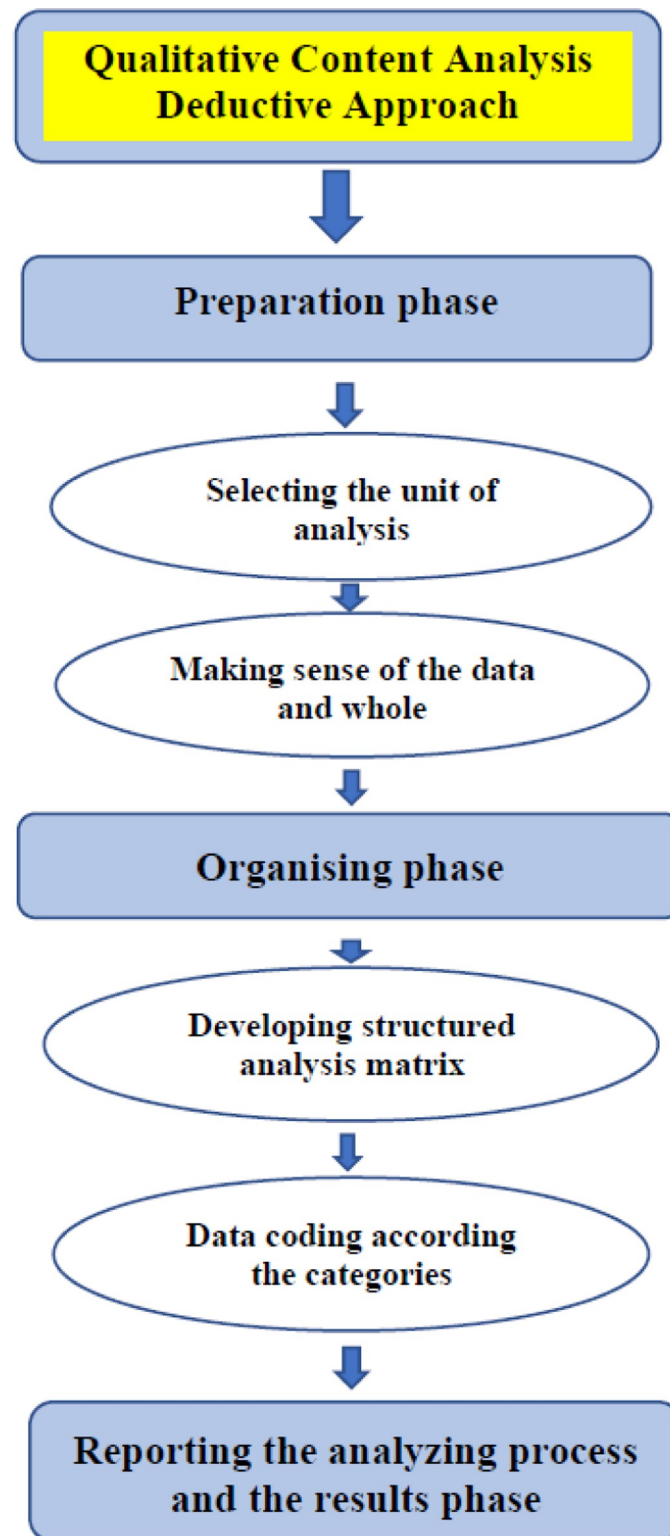 Qualitative Content Analysis
Deductive Approach
Preparation phase
Selecting the unit of
analysis
Making sense of the data
and whole
Organising phase
Developing structured
analysis matrix
Data coding according
the categories
Reporting the analyzing process
and the results phase